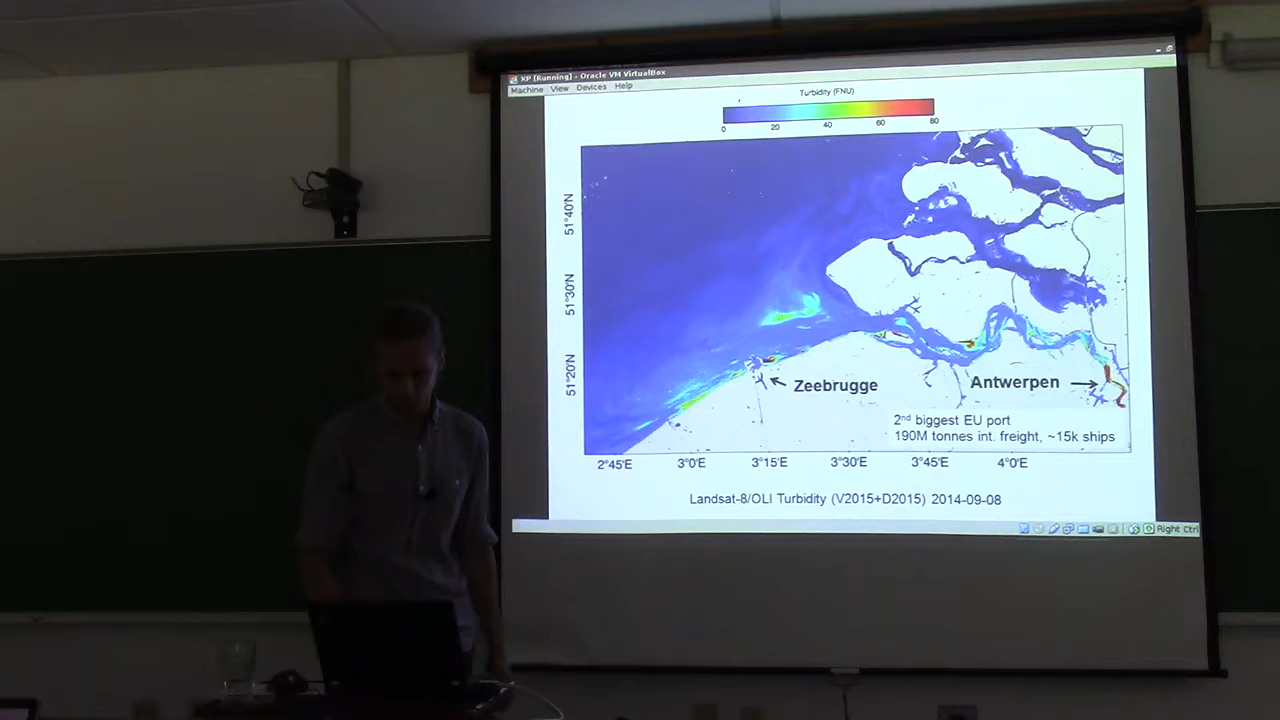 XP [Running] - Oracle VM VirtualBox
Machine View Devices Help
Turbidity (FNU)
0 20 40 60 80
51°40'N
51°30'N
51°20'N
Zeebrugge
Antwerpen
2nd biggest EU port
190M tonnes int. freight, ~15k ships
2°45'E 3°0'E 3°15'E 3°30'E 3°45'E 4°0'E
Landsat-8/OLI Turbidity (V2015+D2015) 2014-09-08
Right Ctrl